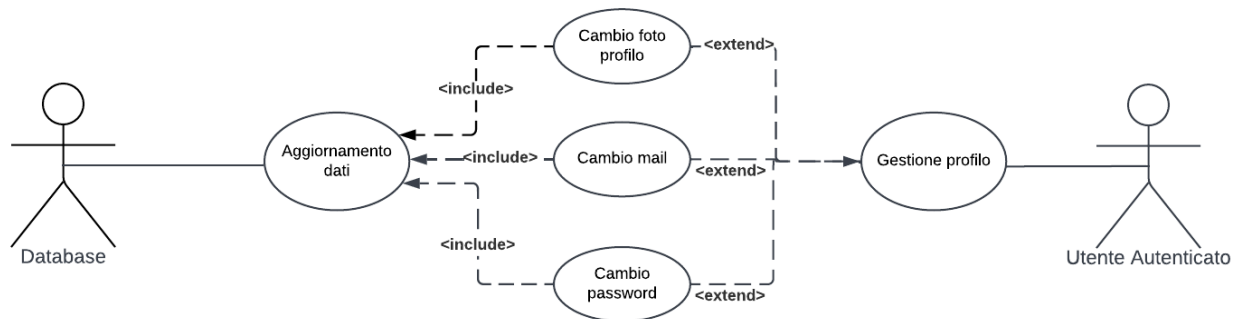 Cambio foto
profilo
<extend>
<include>
Aggiornamento
dati
<include>
Cambio mail
<extend>
Gestione profilo
<include>
Cambio
password
<extend>
Database
Utente Autenticato